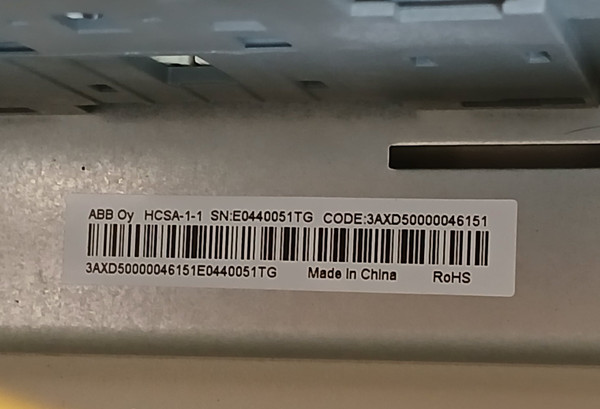 ABB Oy HCSA-1-1 SN:E0440051TG CODE:3AXD50000046151
3AXD50000046151E0440051TG Made in China RoHS